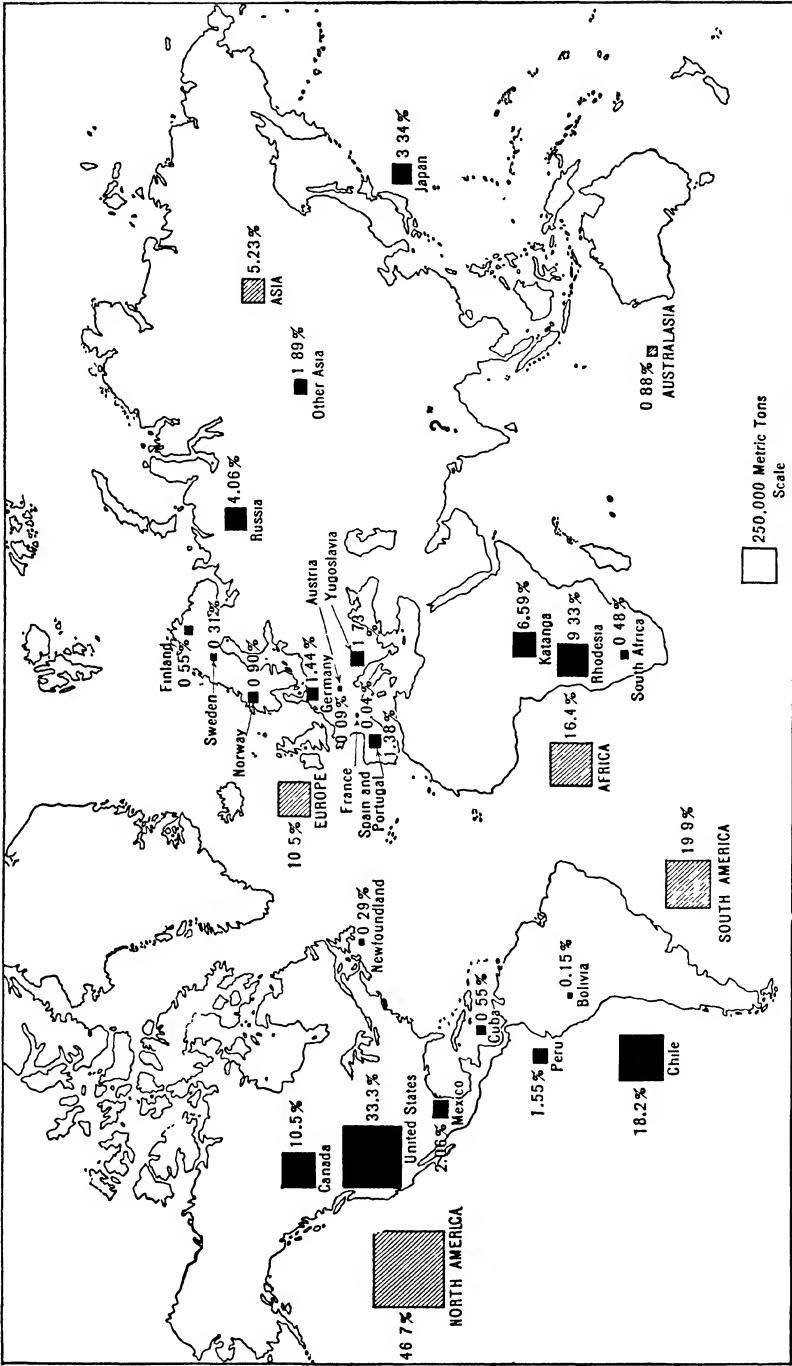 46 7%
NORTH AMERICA
10.5%
Canada
33.3%
United States
2.06%
Mexico
0 29%
Newfoundland
0 55%
Cuba
1.55%
Peru
0.15%
Bolivia
18.2%
Chile
19 9%
SOUTH AMERICA
10 5%
EUROPE
Finland
0 55%
Sweden
0 31%
Norway
0 90%
1.44%
Germany
0 09%
Austria
Yugoslavia
1 73
%
France
0.04%
Spain and
Portugal
1.38%
4.06%
Russia
5.23%
ASIA
1 89%
Other Asia
3 34%
Japan
?"
16.4%
AFRICA
6.59%
Katanga
9 33%
Rhodesia
0 48%
South Africa
0 88%
AUSTRALASIA
250,000 Metric Tons
Scale